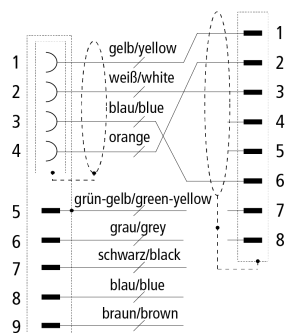 gelb/yellow
1
weiß/white
2
blau/blue
3
orange
4
grün-gelb/green-yellow
5
grau/grey
6
schwarz/black
7
blau/blue
8
braun/brown
9
1
2
3
4
5
6
7
8